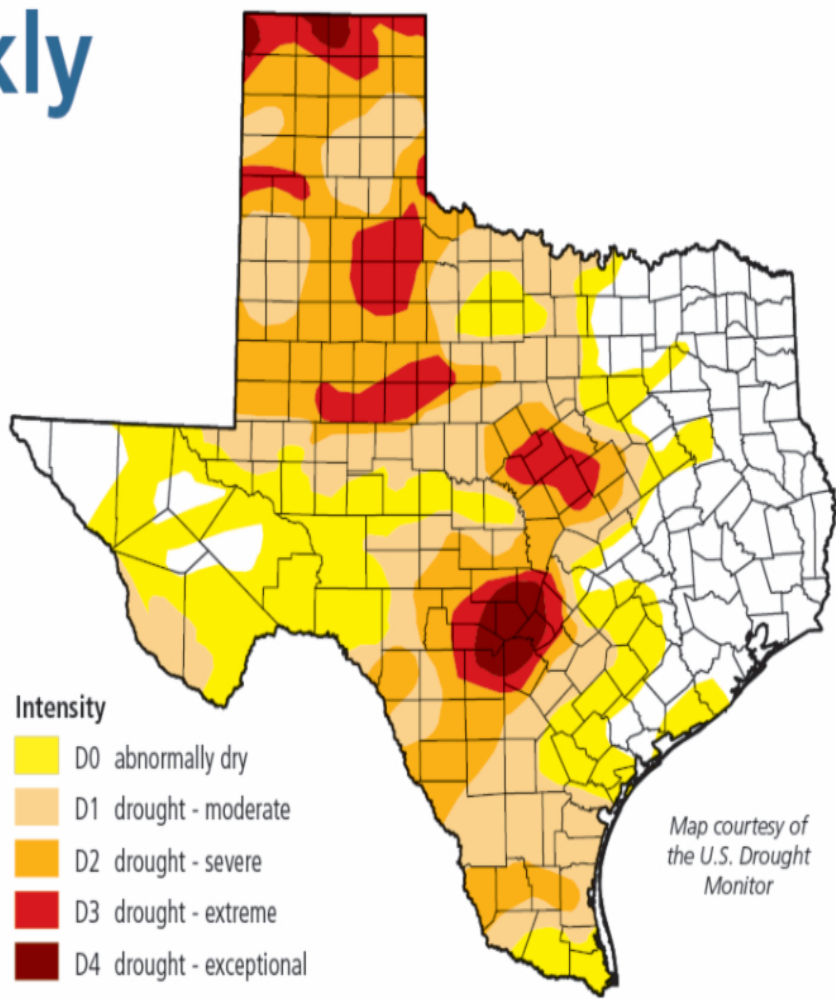 Intensity
D0 abnormally dry
D1 drought - moderate
D2 drought - severe
D3 drought - extreme
D4 drought - exceptional
Map courtesy of
the U.S. Drought
Monitor